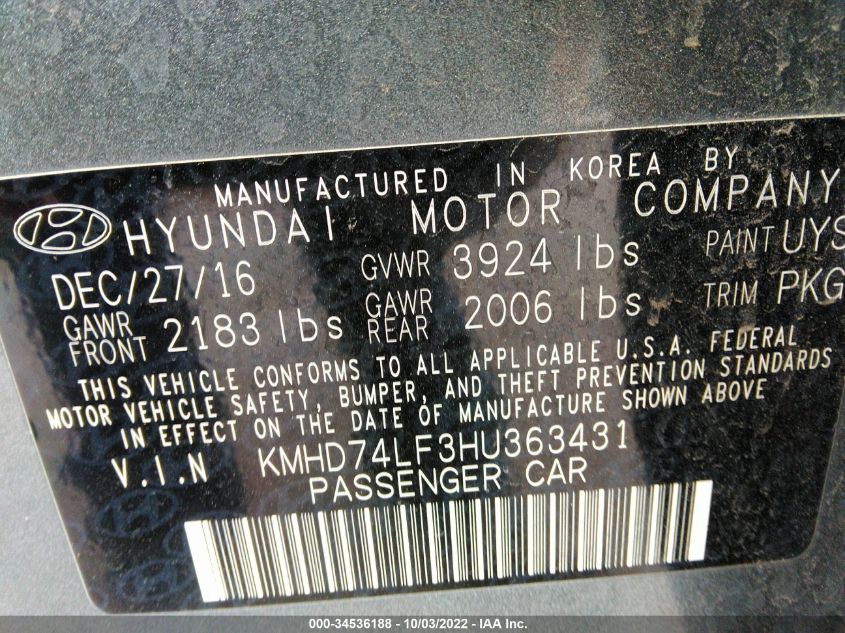 MANUFACTURED IN KOREA BY
HYUNDAI MOTOR COMPANY
DEC/27/16 GVWR 3924 lbs PAINT UYS
GAWR FRONT 2183 lbs GAWR REAR 2006 lbs TRIM PKG
THIS VEHICLE CONFORMS TO ALL APPLICABLE U.S.A. FEDERAL
MOTOR VEHICLE SAFETY, BUMPER, AND THEFT PREVENTION STANDARDS
IN EFFECT ON THE DATE OF MANUFACTURE SHOWN ABOVE
V.I.N KMHD74LF3HU363431
PASSENGER CAR
000-34536188 - 10/03/2022 - IAA Inc.